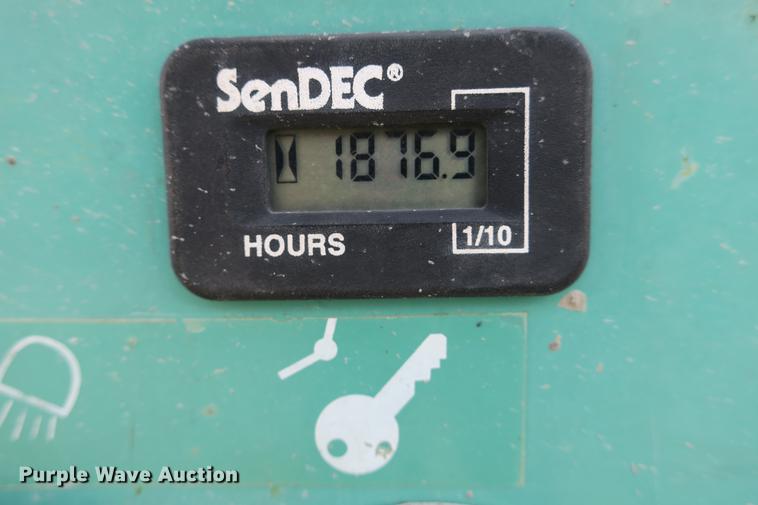 SenDEC®
1876.9
HOURS
1/10
Purple Wave Auction